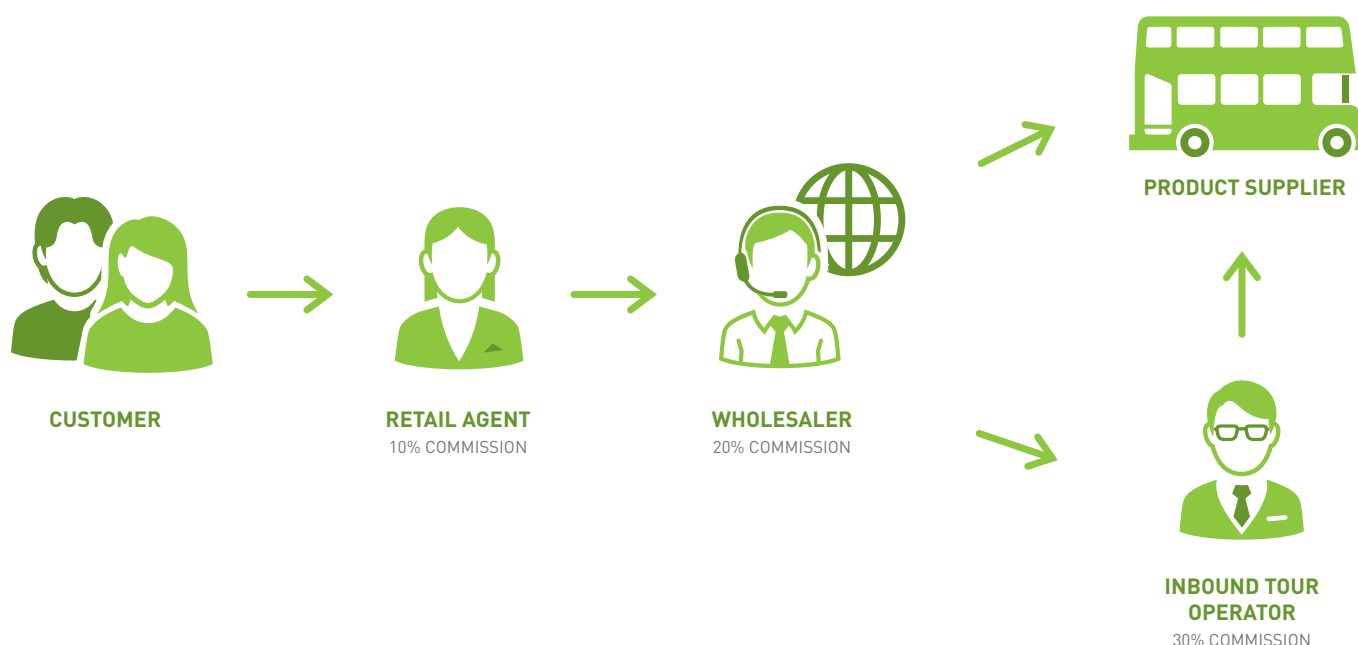 PRODUCT SUPPLIER
CUSTOMER
RETAIL AGENT
10% COMMISSION
WHOLESALER
20% COMMISSION
INBOUND TOUR
OPERATOR
30% COMMISSION